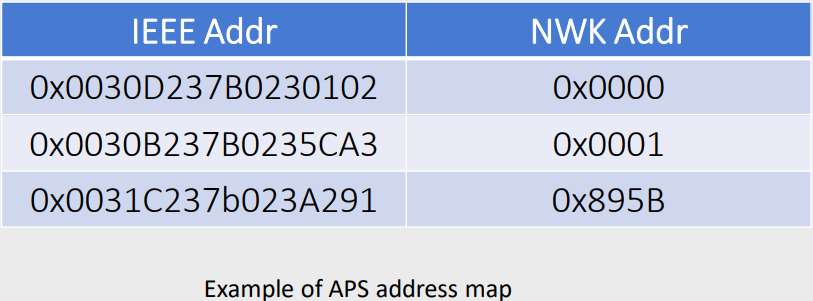 IEEE Addr NWK Addr
0x0030D237B0230102 0x0000
0x0030B237B0235CA3 0x0001
0x0031C237b023A291 0x895B
Example of APS address map